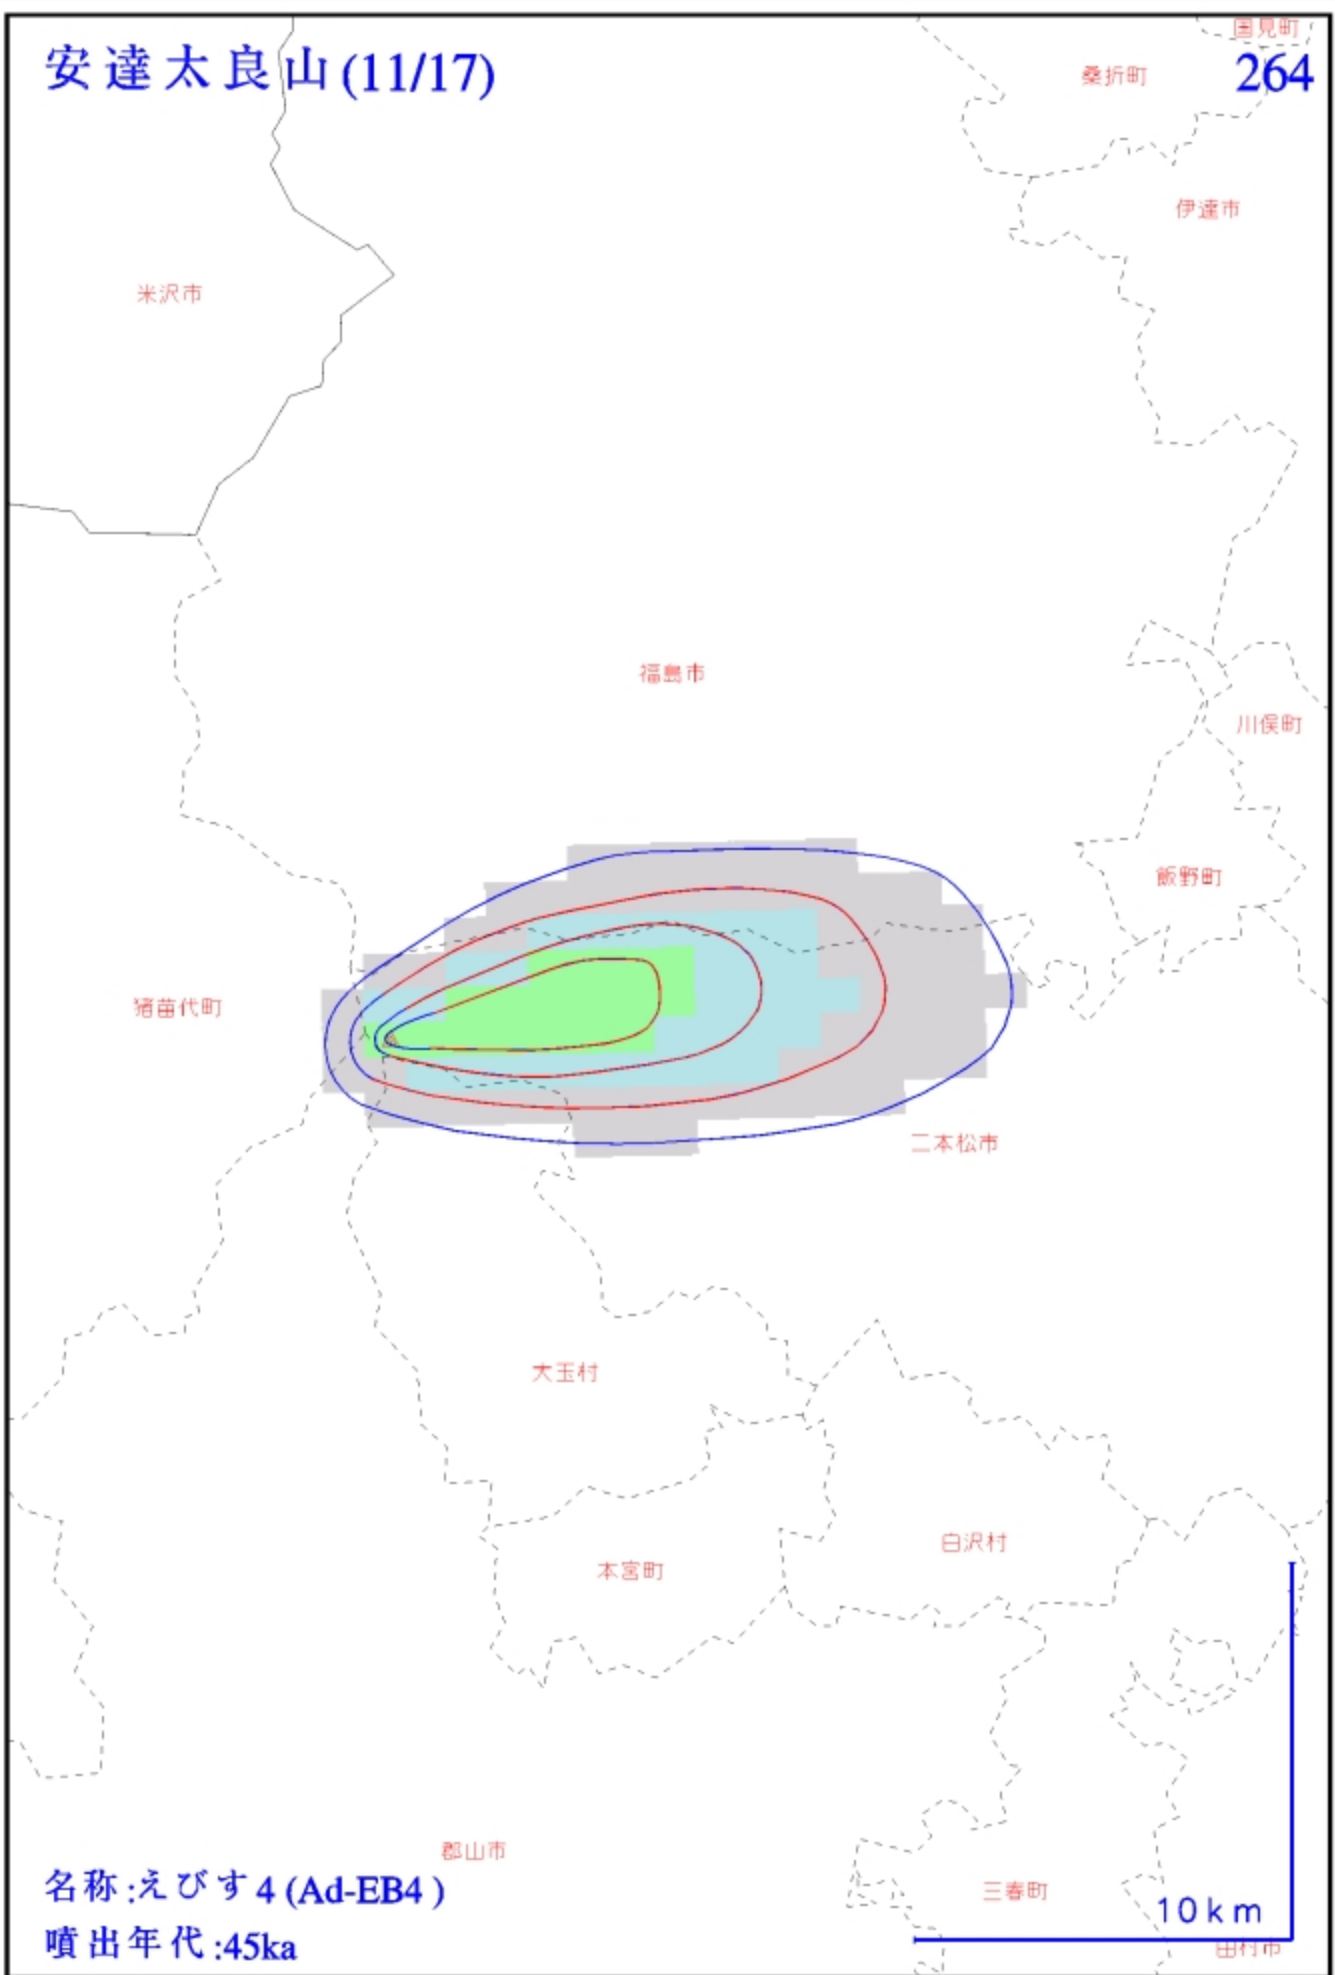 国見町
安達太良山(11/17)
264
桑折町
伊達市
米沢市
福島市
川俣町
飯野町
猪苗代町
二本松市
大玉村
白沢村
本宮町
郡山市
名称:えびす4(Ad-EB4)
三春町
10km
噴出年代:45ka
田村市